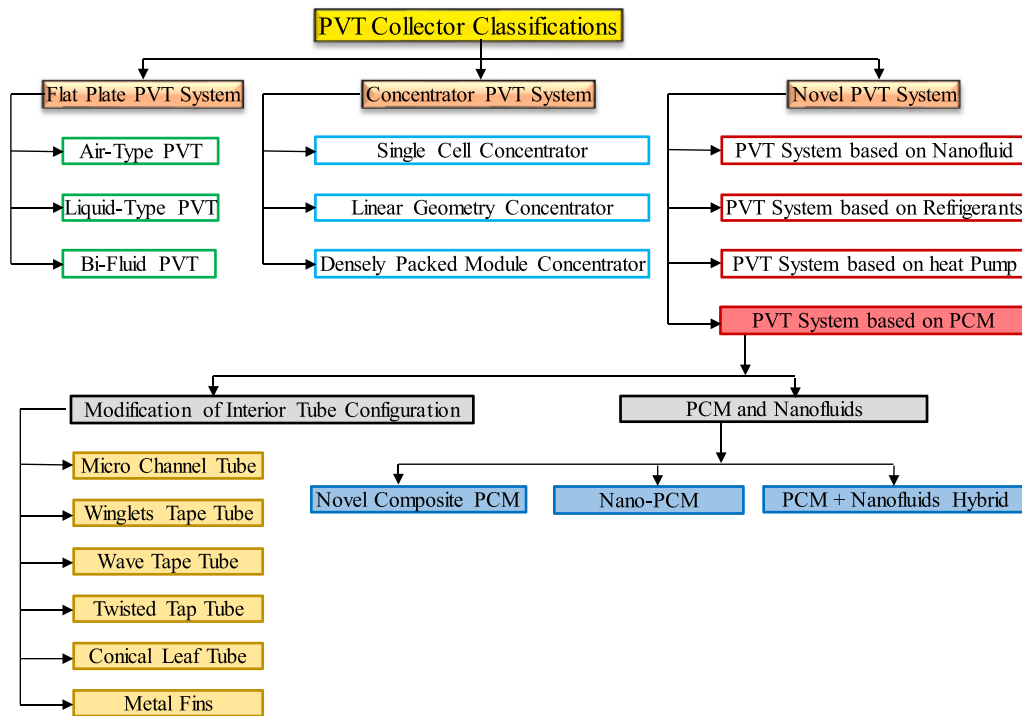 PVT Collector Classifications
Flat Plate PVT System
Concentrator PVT System
Novel PVT System
Air-Type PVT
Single Cell Concentrator
PVT System based on Nanofluid
Liquid-Type PVT
Linear Geometry Concentrator
PVT System based on Refrigerants
Bi-Fluid PVT
Densely Packed Module Concentrator
PVT System based on heat Pump
PVT System based on PCM
Modification of Interior Tube Configuration
PCM and Nanofluids
Micro Channel Tube
Novel Composite PCM
Nano-PCM
PCM + Nanofluids Hybrid
Winglets Tape Tube
Wave Tape Tube
Twisted Tap Tube
Conical Leaf Tube
Metal Fins